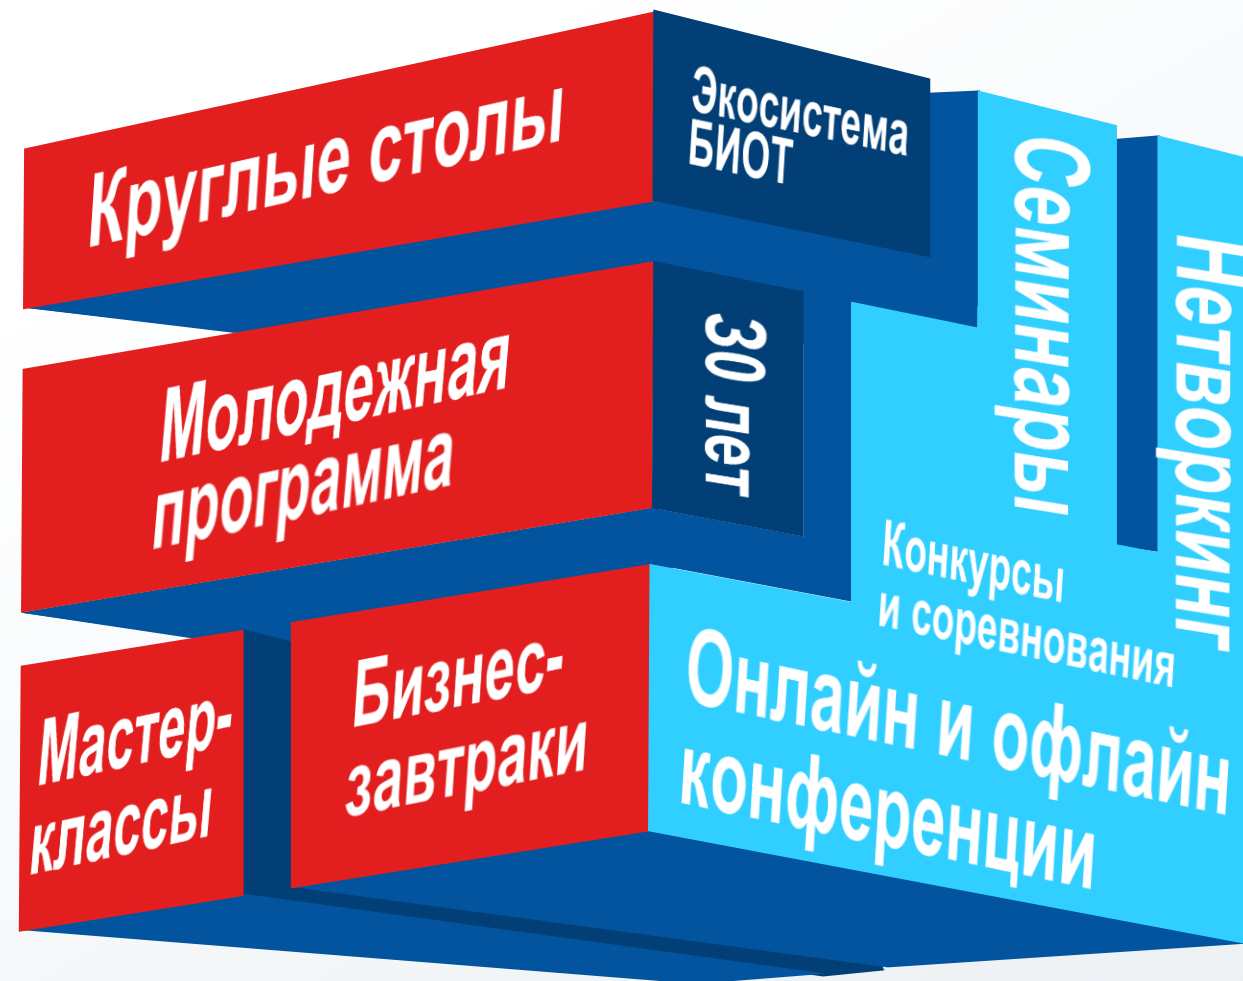 Круглые столы
Экосистема
БИОТ
Семинары
Нетворкинг
Молодежная
программа
30 лет
Конкурсы
и соревнования
Мастер-
классы
Бизнес-
завтраки
Онлайн и офлайн
конференции